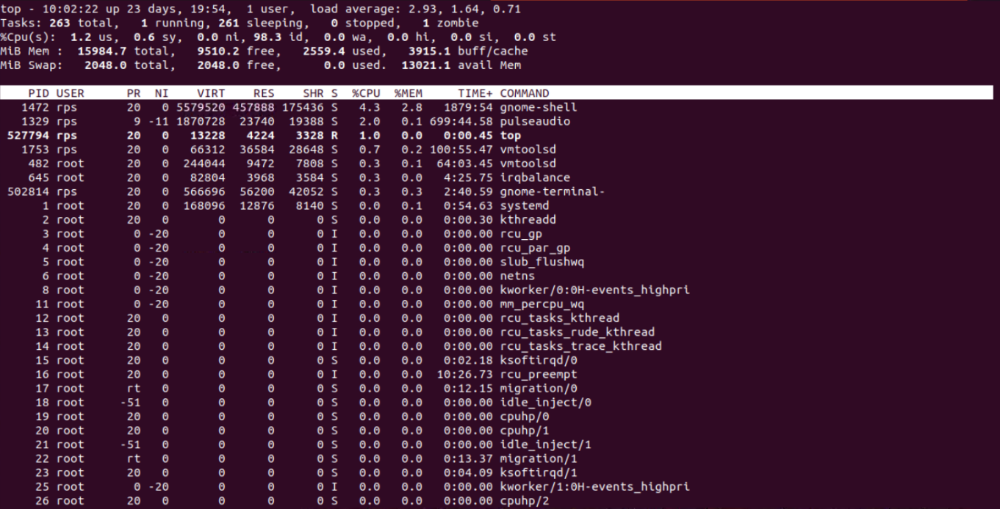 top - 10:02:22 up 23 days, 19:54,  1 user,  load average: 2.93, 1.64, 0.71
Tasks: 263 total,   1 running, 261 sleeping,   0 stopped,   1 zombie
%Cpu(s):  1.2 us,  0.6 sy,  0.0 ni, 98.3 id,  0.0 wa,  0.0 hi,  0.0 si,  0.0 st
MiB Mem :  15984.7 total,   9510.2 free,   2559.4 used,   3915.1 buff/cache
MiB Swap:   2048.0 total,   2048.0 free,      0.0 used.  13021.1 avail Mem
PID USER      PR  NI    VIRT    RES    SHR S  %CPU  %MEM     TIME+ COMMAND
1472 rps       20   0 5579520 457888 175436 S   4.3   2.8   1879:54 gnome-shell
1329 rps        9 -11 1870728  23740  19388 S   2.0   0.1 699:44.58 pulseaudio
527794 rps       20   0   13228   4224   3328 R   1.0   0.0   0:00.45 top
1753 rps       20   0   66312  36584  28648 S   0.7   0.2 100:55.47 vmtoolsd
482 root      20   0  244044   9472   7808 S   0.3   0.1  64:03.45 vmtoolsd
645 root      20   0   82804   3968   3584 S   0.3   0.0   4:25.75 irqbalance
502814 rps       20   0  566696  56200  42052 S   0.3   0.3   2:40.59 gnome-terminal-
1 root      20   0  168096  12876   8140 S   0.0   0.1   0:54.63 systemd
2 root      20   0       0      0      0 S   0.0   0.0   0:00.30 kthreadd
3 root       0 -20       0      0      0 I   0.0   0.0   0:00.00 rcu_gp
4 root       0 -20       0      0      0 I   0.0   0.0   0:00.00 rcu_par_gp
5 root       0 -20       0      0      0 I   0.0   0.0   0:00.00 slub_flushwq
6 root       0 -20       0      0      0 I   0.0   0.0   0:00.00 netns
8 root       0 -20       0      0      0 I   0.0   0.0   0:00.00 kworker/0:0H-events_highpri
11 root       0 -20       0      0      0 I   0.0   0.0   0:00.00 mm_percpu_wq
12 root      20   0       0      0      0 I   0.0   0.0   0:00.00 rcu_tasks_kthread
13 root      20   0       0      0      0 I   0.0   0.0   0:00.00 rcu_tasks_rude_kthread
14 root      20   0       0      0      0 I   0.0   0.0   0:00.00 rcu_tasks_trace_kthread
15 root      20   0       0      0      0 S   0.0   0.0   0:02.18 ksoftirqd/0
16 root      20   0       0      0      0 I   0.0   0.0  10:26.73 rcu_preempt
17 root      rt   0       0      0      0 S   0.0   0.0   0:12.15 migration/0
18 root     -51   0       0      0      0 S   0.0   0.0   0:00.00 idle_inject/0
19 root      20   0       0      0      0 S   0.0   0.0   0:00.00 cpuhp/0
20 root      20   0       0      0      0 S   0.0   0.0   0:00.00 cpuhp/1
21 root     -51   0       0      0      0 S   0.0   0.0   0:00.00 idle_inject/1
22 root      rt   0       0      0      0 S   0.0   0.0   0:13.37 migration/1
23 root      20   0       0      0      0 S   0.0   0.0   0:04.09 ksoftirqd/1
25 root       0 -20       0      0      0 I   0.0   0.0   0:00.00 kworker/1:0H-events_highpri
26 root      20   0       0      0      0 S   0.0   0.0   0:00.00 cpuhp/2